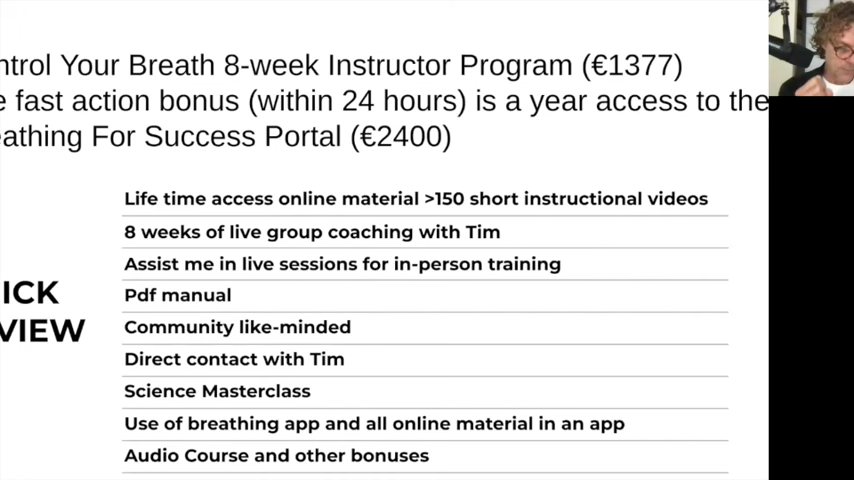 ntrol Your Breath 8-week Instructor Program (€1377)
e fast action bonus (within 24 hours) is a year access to the
eathing For Success Portal (€2400)
Life time access online material >150 short instructional videos
8 weeks of live group coaching with Tim
Assist me in live sessions for in-person training
ICK
VIEW
Pdf manual
Community like-minded
Direct contact with Tim
Science Masterclass
Use of breathing app and all online material in an app
Audio Course and other bonuses